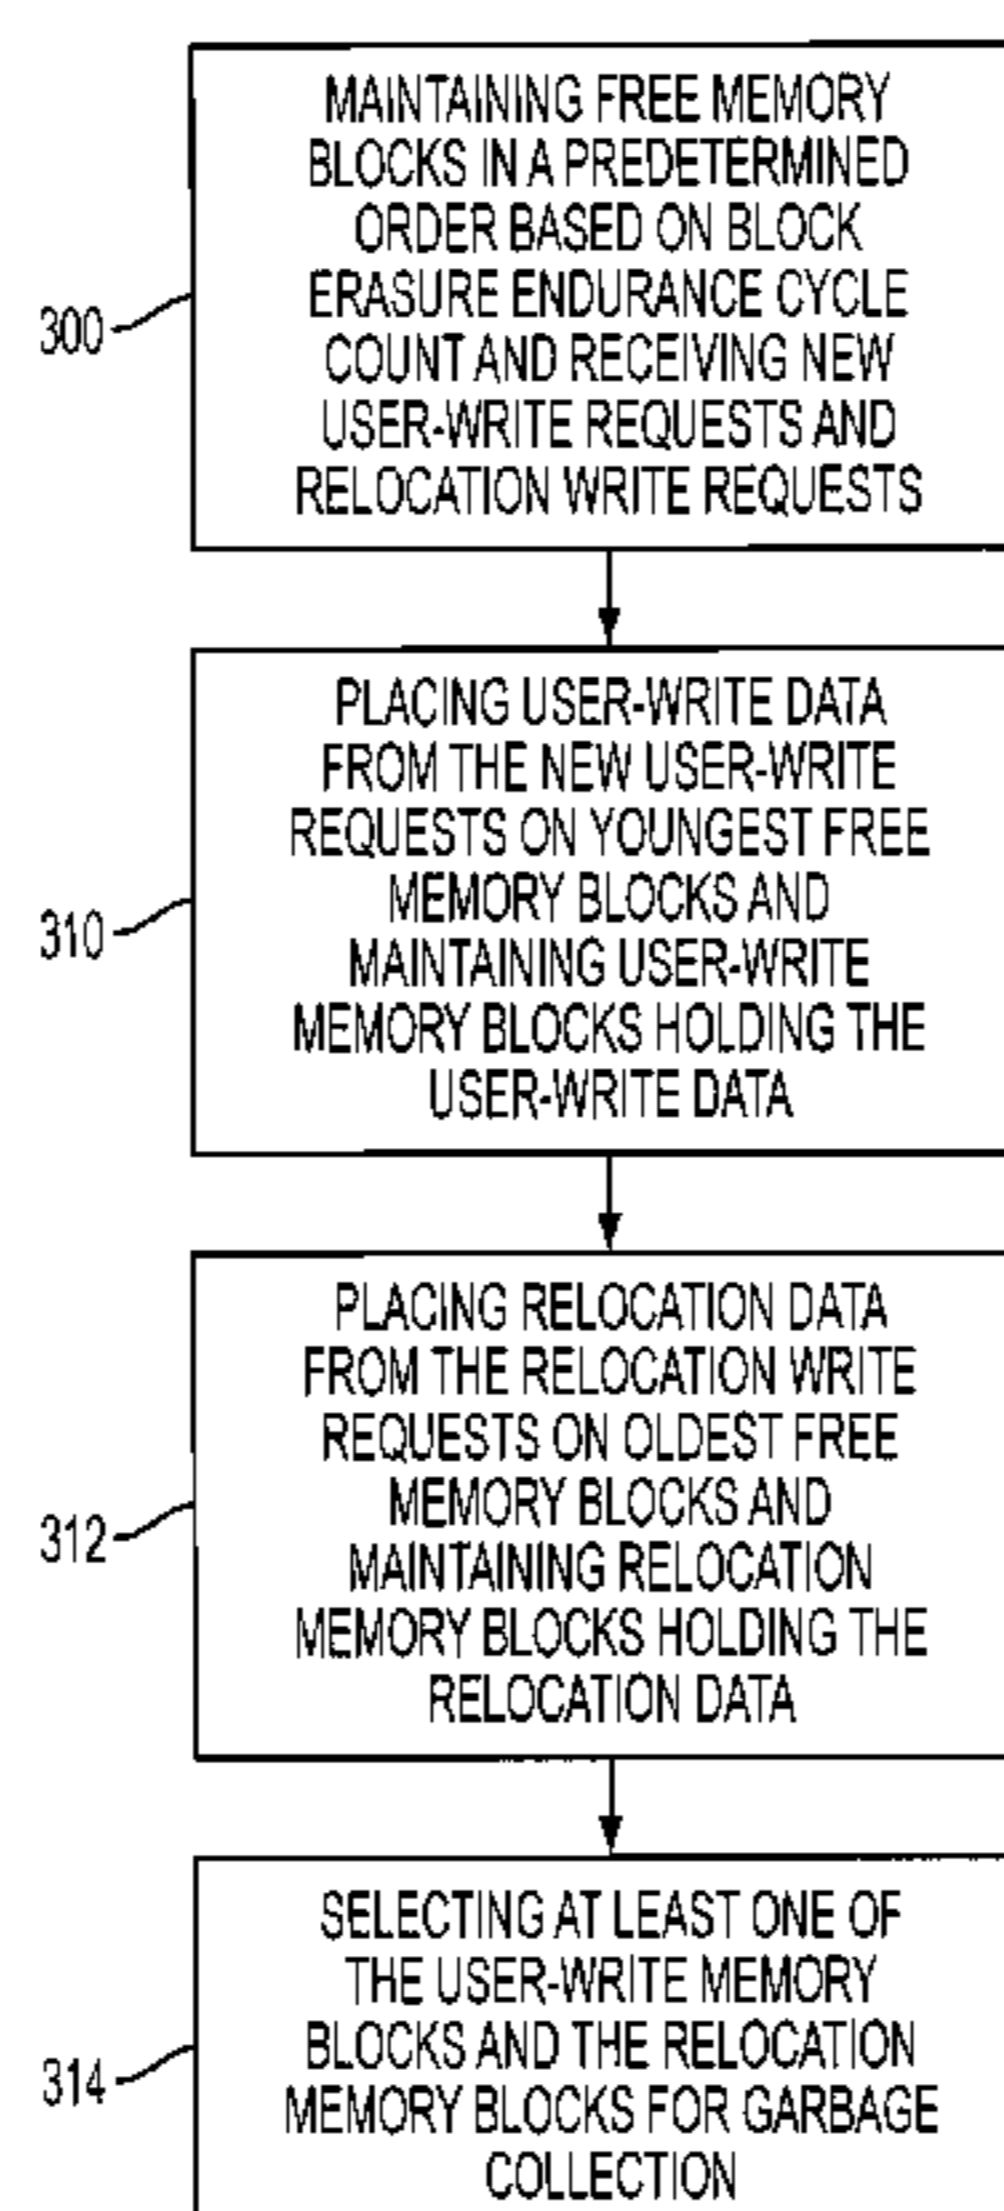 MAINTAINING FREE MEMORY
BLOCKS IN A PREDETERMINED
ORDER BASED ON BLOCK
ERASURE ENDURANCE CYCLE
COUNT AND RECEIVING NEW
USER-WRITE REQUESTS AND
RELOCATION WRITE REQUESTS
300
PLACING USER-WRITE DATA
FROM THE NEW USER-WRITE
REQUESTS ON YOUNGEST FREE
MEMORY BLOCKS AND
MAINTAINING USER-WRITE
MEMORY BLOCKS HOLDING THE
USER-WRITE DATA
310
PLACING RELOCATION DATA
FROM THE RELOCATION WRITE
REQUESTS ON OLDEST FREE
MEMORY BLOCKS AND
MAINTAINING RELOCATION
MEMORY BLOCKS HOLDING THE
RELOCATION DATA
312
SELECTING AT LEAST ONE OF
THE USER-WRITE MEMORY
BLOCKS AND THE RELOCATION
MEMORY BLOCKS FOR GARBAGE
COLLECTION
314